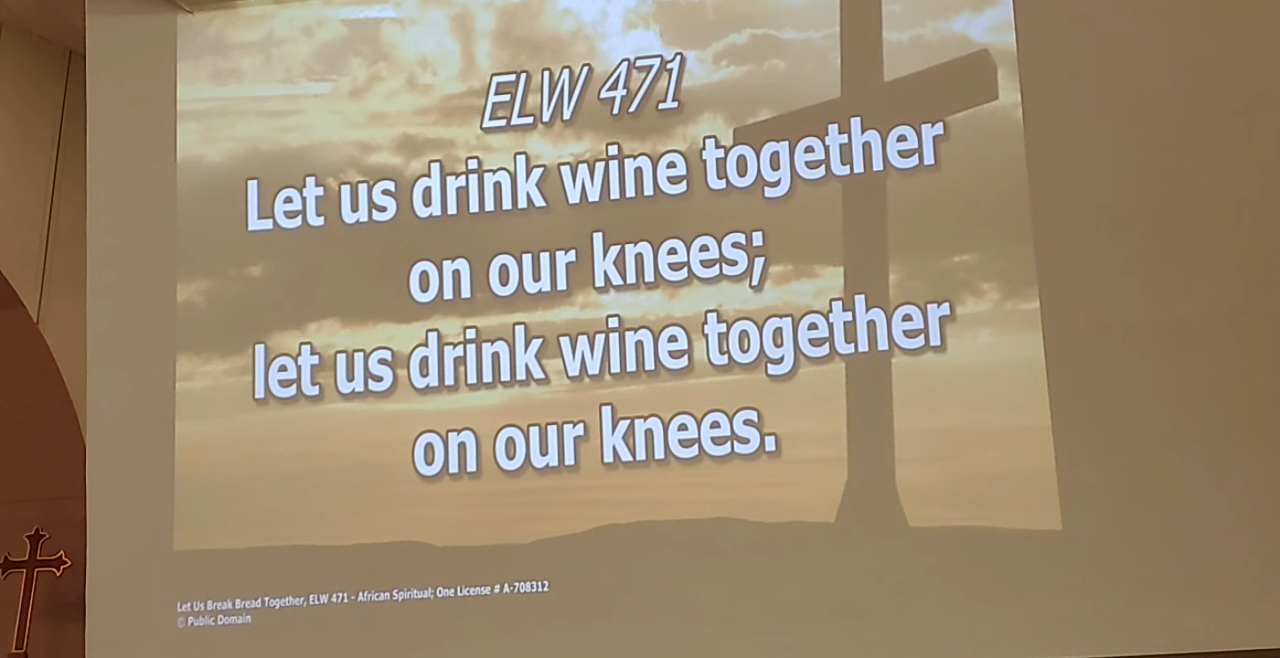 ELW 471
Let us drink wine together
on our knees;
let us drink wine together
on our knees.
Let Us Break Bread Together, ELW 471 - African Spiritual; One License # A-708312
© Public Domain